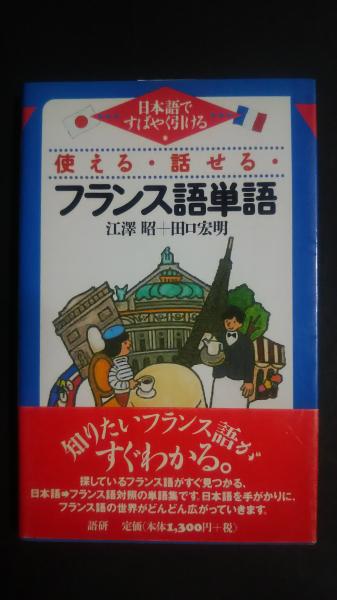 日本語で
すばやく引ける
使える・話せる・
フランス語単語
江澤 昭+田口宏明
知りたいフランス語が
すぐわかる。
探しているフランス語がすぐ見つかる、
日本語➡フランス語対照の単語集です。日本語を手がかりに、
フランス語の世界がどんどん広がっていきます。
語研 定価(本体1,300円+税)